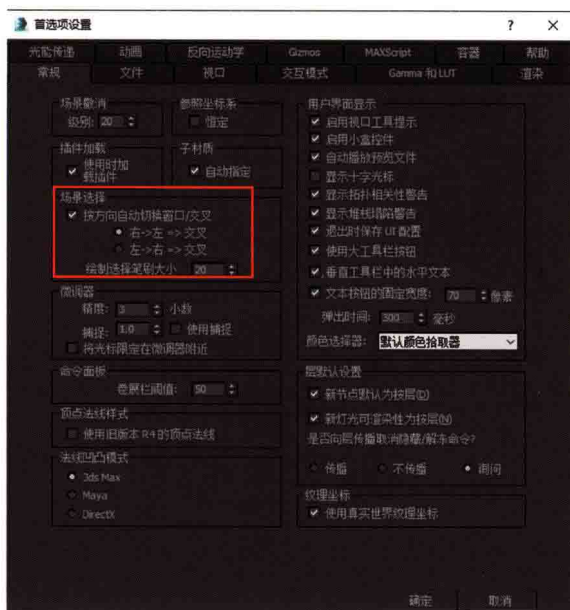 首选项设置
? ×
光能传递 动画 反向运动学 Gizmos MAXScript 容器 帮助
常规 文件 视口 交互模式 Gamma 和 LUT 渲染
场景撤消
级别: 20
参照坐标系
恒定
插件加载
使用时加
载插件
子材质
自动指定
场景选择
按方向自动切换窗口/交叉
右->左 => 交叉
左->右 => 交叉
绘制选择笔刷大小 20
微调器
精度: 3 小数
捕捉: 1.0 使用捕捉
将光标限定在微调器附近
命令面板
卷展栏阈值: 50
顶点法线样式
使用旧版本 R4 的顶点法线
法线凹凸模式
3ds Max
Maya
DirectX
用户界面显示
启用视口工具提示
启用小盒控件
自动播放预览文件
显示十字光标
显示拓扑相关性警告
显示堆栈塌陷警告
退出时保存 UI 配置
使用大工具栏按钮
垂直工具栏中的水平文本
文本按钮的固定宽度: 70 像素
弹出时间: 300 毫秒
颜色选择器: 默认颜色拾取器
层默认设置
新节点默认为按层(D)
新灯光可渲染性为按层(N)
是否向层传播取消隐藏/解冻命令?
传播 不传播 询问
纹理坐标
使用真实世界纹理坐标
确定 取消